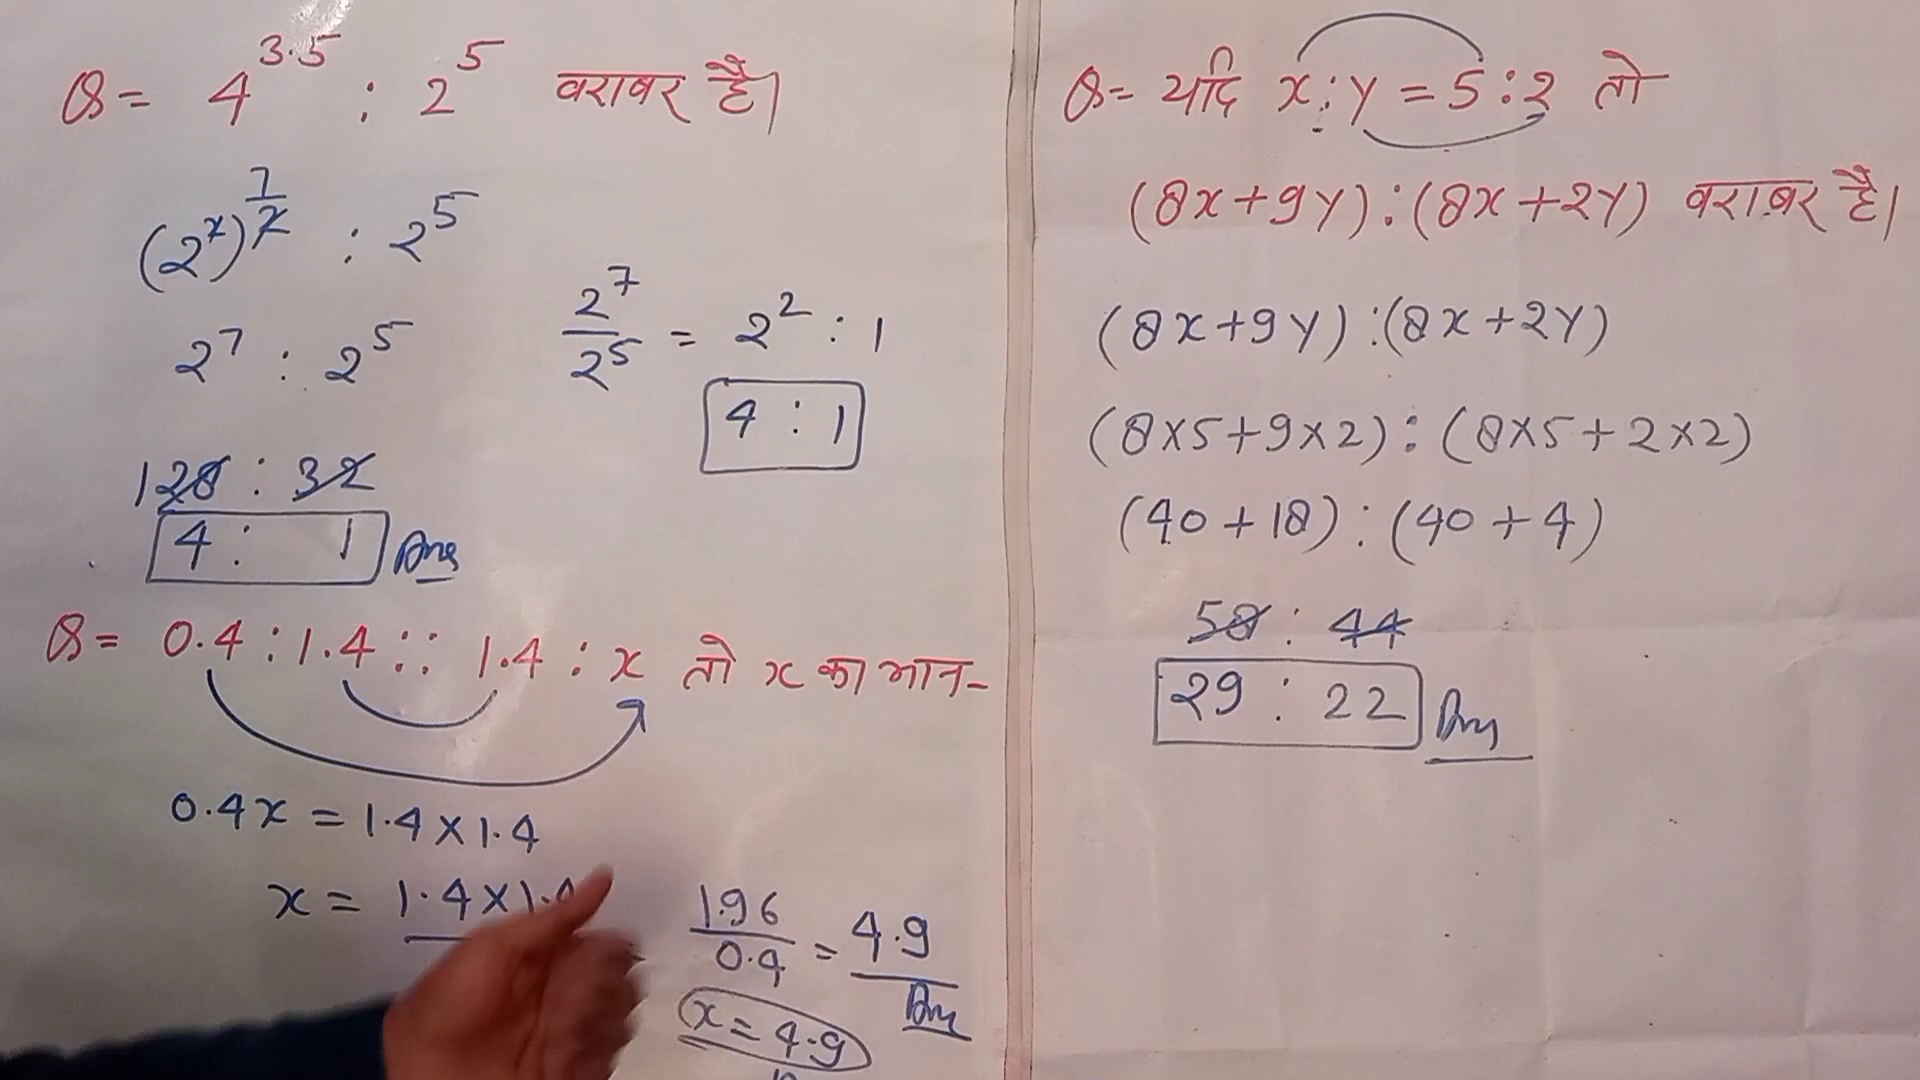 Q= 4^3.5 : 2^5 बराबर है।
(2^2)^7/2 : 2^5
2^7 : 2^5
2^7/2^5 = 2^2 : 1
4 : 1
128 : 32
4 : 1 Ans
Q= 0.4 : 1.4 :: 1.4 : x तो x का मान-
0.4x = 1.4×1.4
x = 1.4×1.4
1.96/0.4 = 4.9 Ans
x = 4.9
Q= यदि x:y = 5:2 तो
(8x+9y):(8x+2y) बराबर है।
(8x+9y):(8x+2y)
(8×5+9×2):(8×5+2×2)
(40+18):(40+4)
58 : 44
29 : 22 Ans